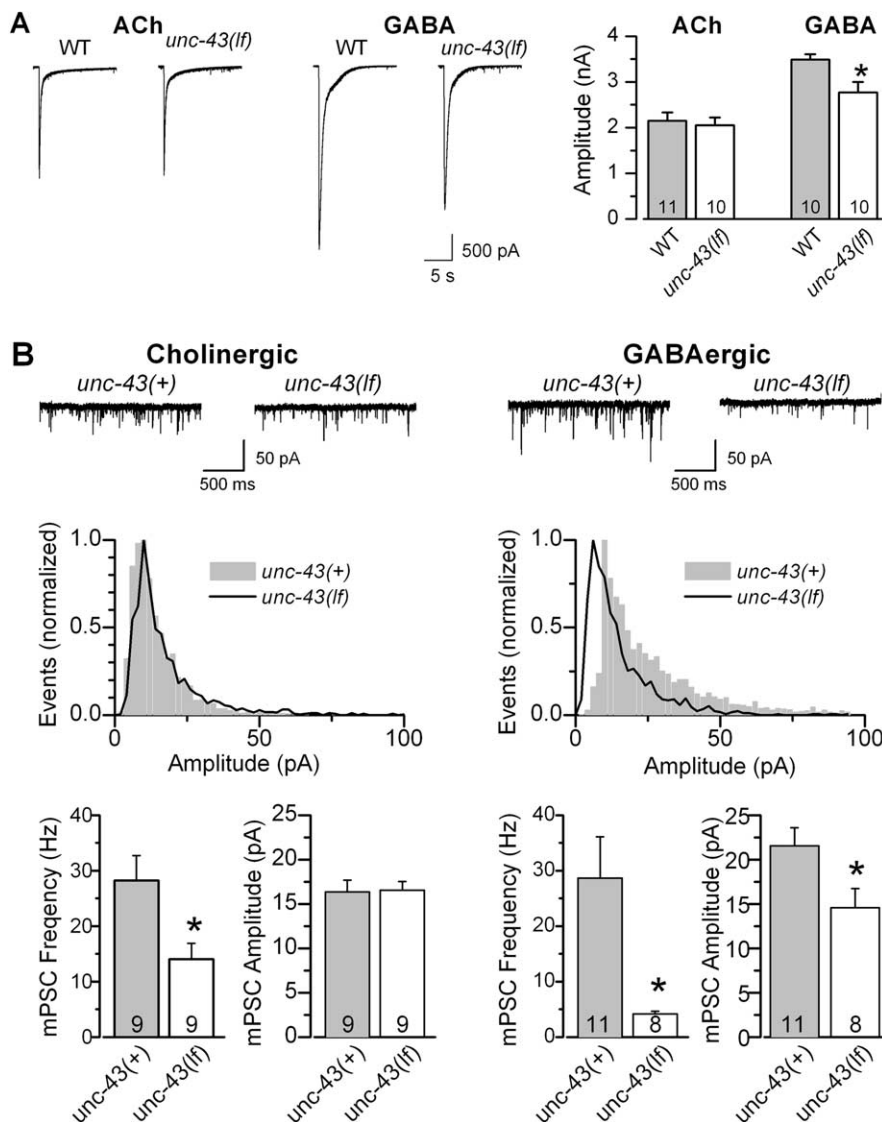 A
ACh
WT
unc-43(lf)
GABA
WT
unc-43(lf)
500 pA
5 s
ACh
GABA
Amplitude (nA)
4
3
2
1
0
*
11
10
10
10
WT
unc-43(lf)
WT
unc-43(lf)
B
Cholinergic
unc-43(+)
unc-43(lf)
50 pA
500 ms
GABAergic
unc-43(+)
unc-43(lf)
50 pA
500 ms
Events (normalized)
1.0
0.5
0.0
unc-43(+)
unc-43(lf)
0
50
100
Amplitude (pA)
Events (normalized)
1.0
0.5
0.0
unc-43(+)
unc-43(lf)
0
50
100
Amplitude (pA)
mPSC Freqency (Hz)
40
30
20
10
0
*
9
9
unc-43(+)
unc-43(lf)
mPSC Amplitude (pA)
25
20
15
10
5
0
9
9
unc-43(+)
unc-43(lf)
mPSC Frequency (Hz)
40
30
20
10
0
*
11
8
unc-43(+)
unc-43(lf)
mPSC Amplitude (pA)
25
20
15
10
5
0
*
11
8
unc-43(+)
unc-43(lf)